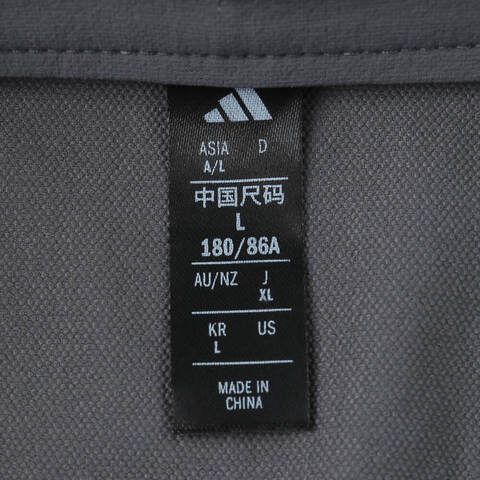 ASIA D
A/L
中国尺码
L
180/86A
AU/NZ J
XL
KR US
L
MADE IN
CHINA